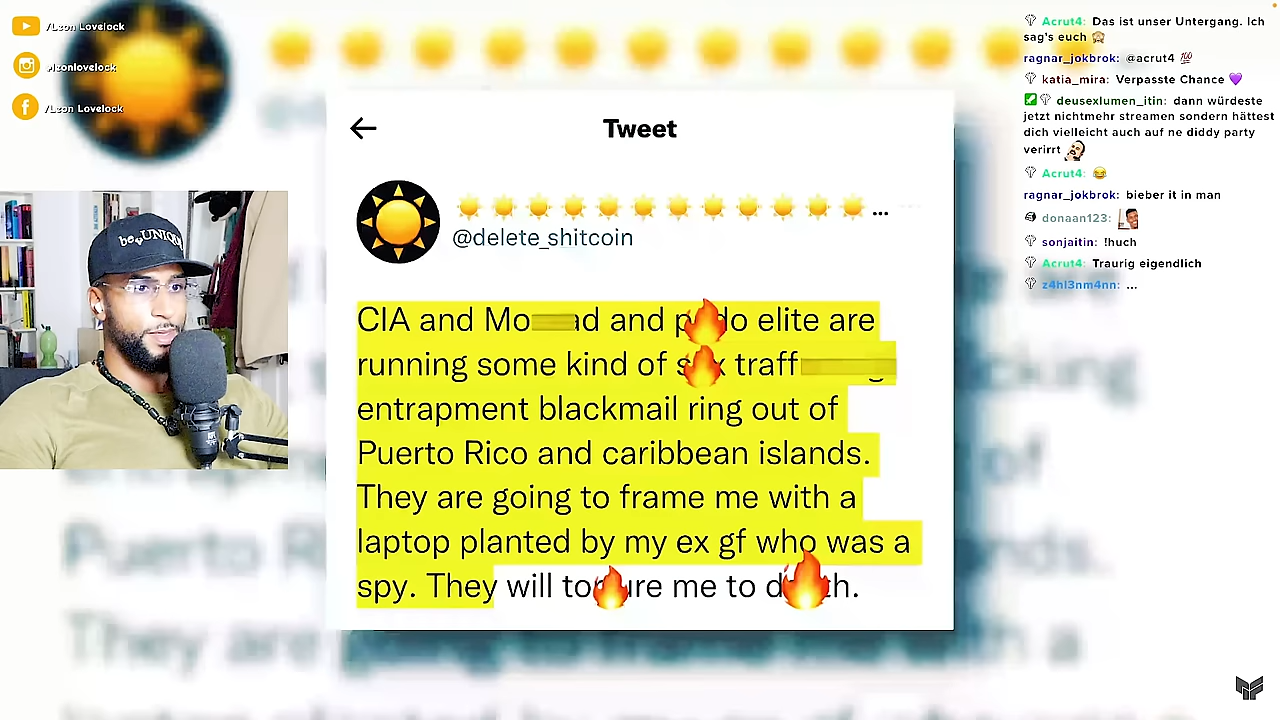 /Leon Lovelock
/leonlovelock
/Leon Lovelock
Tweet
@delete_shitcoin
CIA and Mo ad and p do elite are
running some kind of s x traff g
entrapment blackmail ring out of
Puerto Rico and caribbean islands.
They are going to frame me with a
laptop planted by my ex gf who was a
spy. They will to ure me to d th.
Acrut4: Das ist unser Untergang. Ich
sag's euch
ragnar_jokbrok: @acrut4 💯
katia_mira: Verpasste Chance 💜
deusexlumen_itin: dann würdeste
jetzt nichtmehr streamen sondern hättest
dich vielleicht auch auf ne diddy party
verirrt
Acrut4: 😂
ragnar_jokbrok: bieber it in man
donaan123:
sonjaitin: !huch
Acrut4: Traurig eigendlich
z4hl3nm4nn: ...